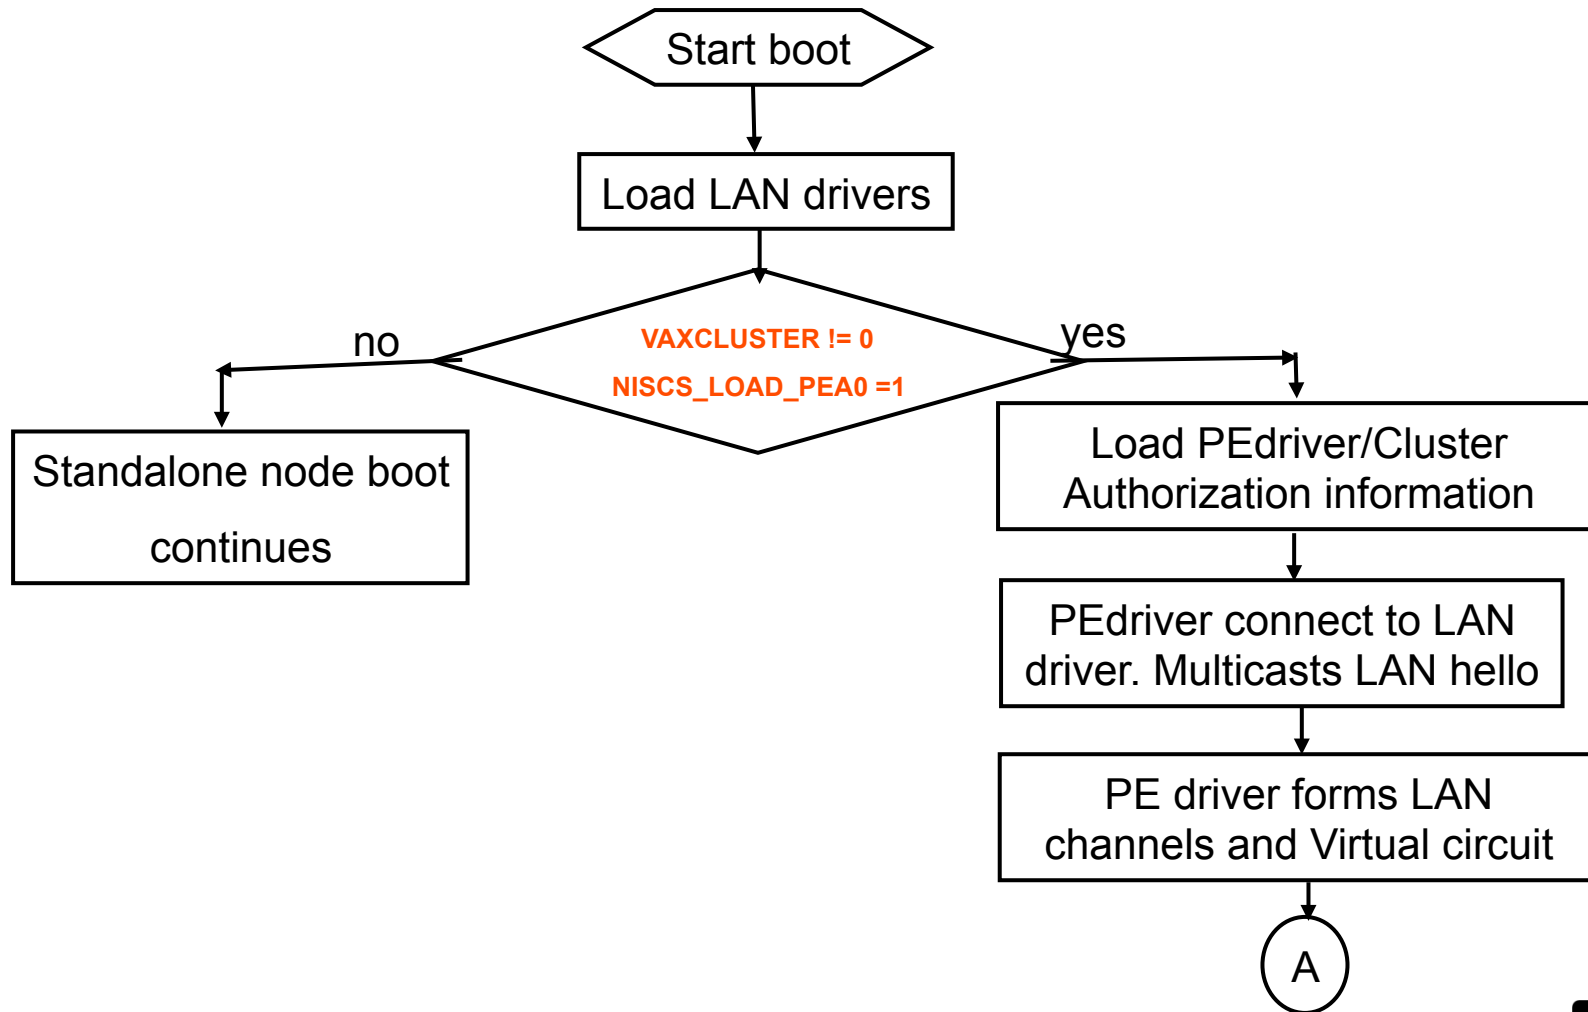 Start boot
Load LAN drivers
no
VAXCLUSTER != 0
NISCS_LOAD_PEA0 =1
yes
Standalone node boot
continues
Load PEdriver/Cluster
Authorization information
PEdriver connect to LAN
driver. Multicasts LAN hello
PE driver forms LAN
channels and Virtual circuit
A